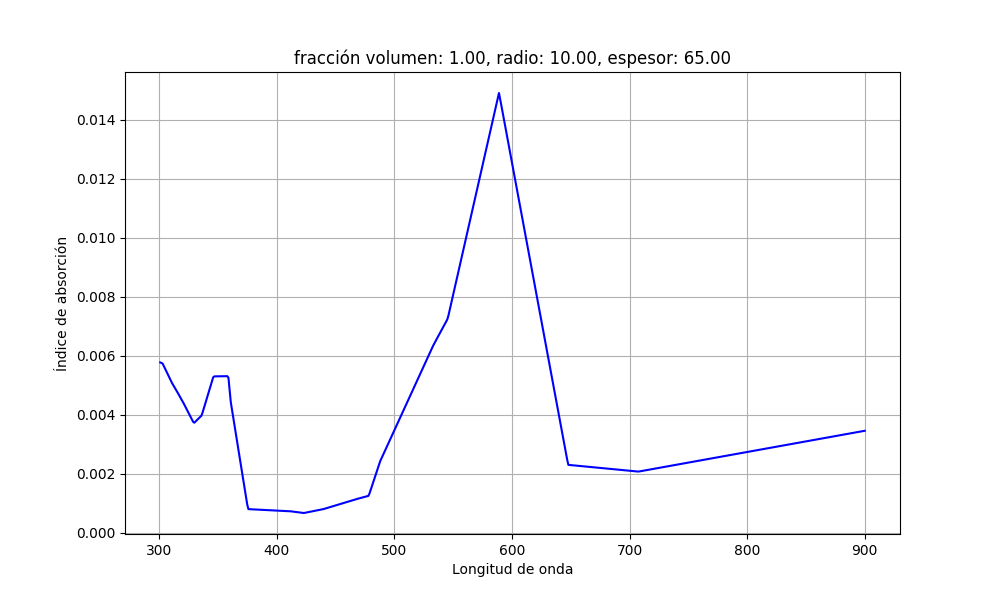 fracción volumen: 1.00, radio: 10.00, espesor: 65.00
Índice de absorción
0.014
0.012
0.010
0.008
0.006
0.004
0.002
0.000
300 400 500 600 700 800 900
Longitud de onda